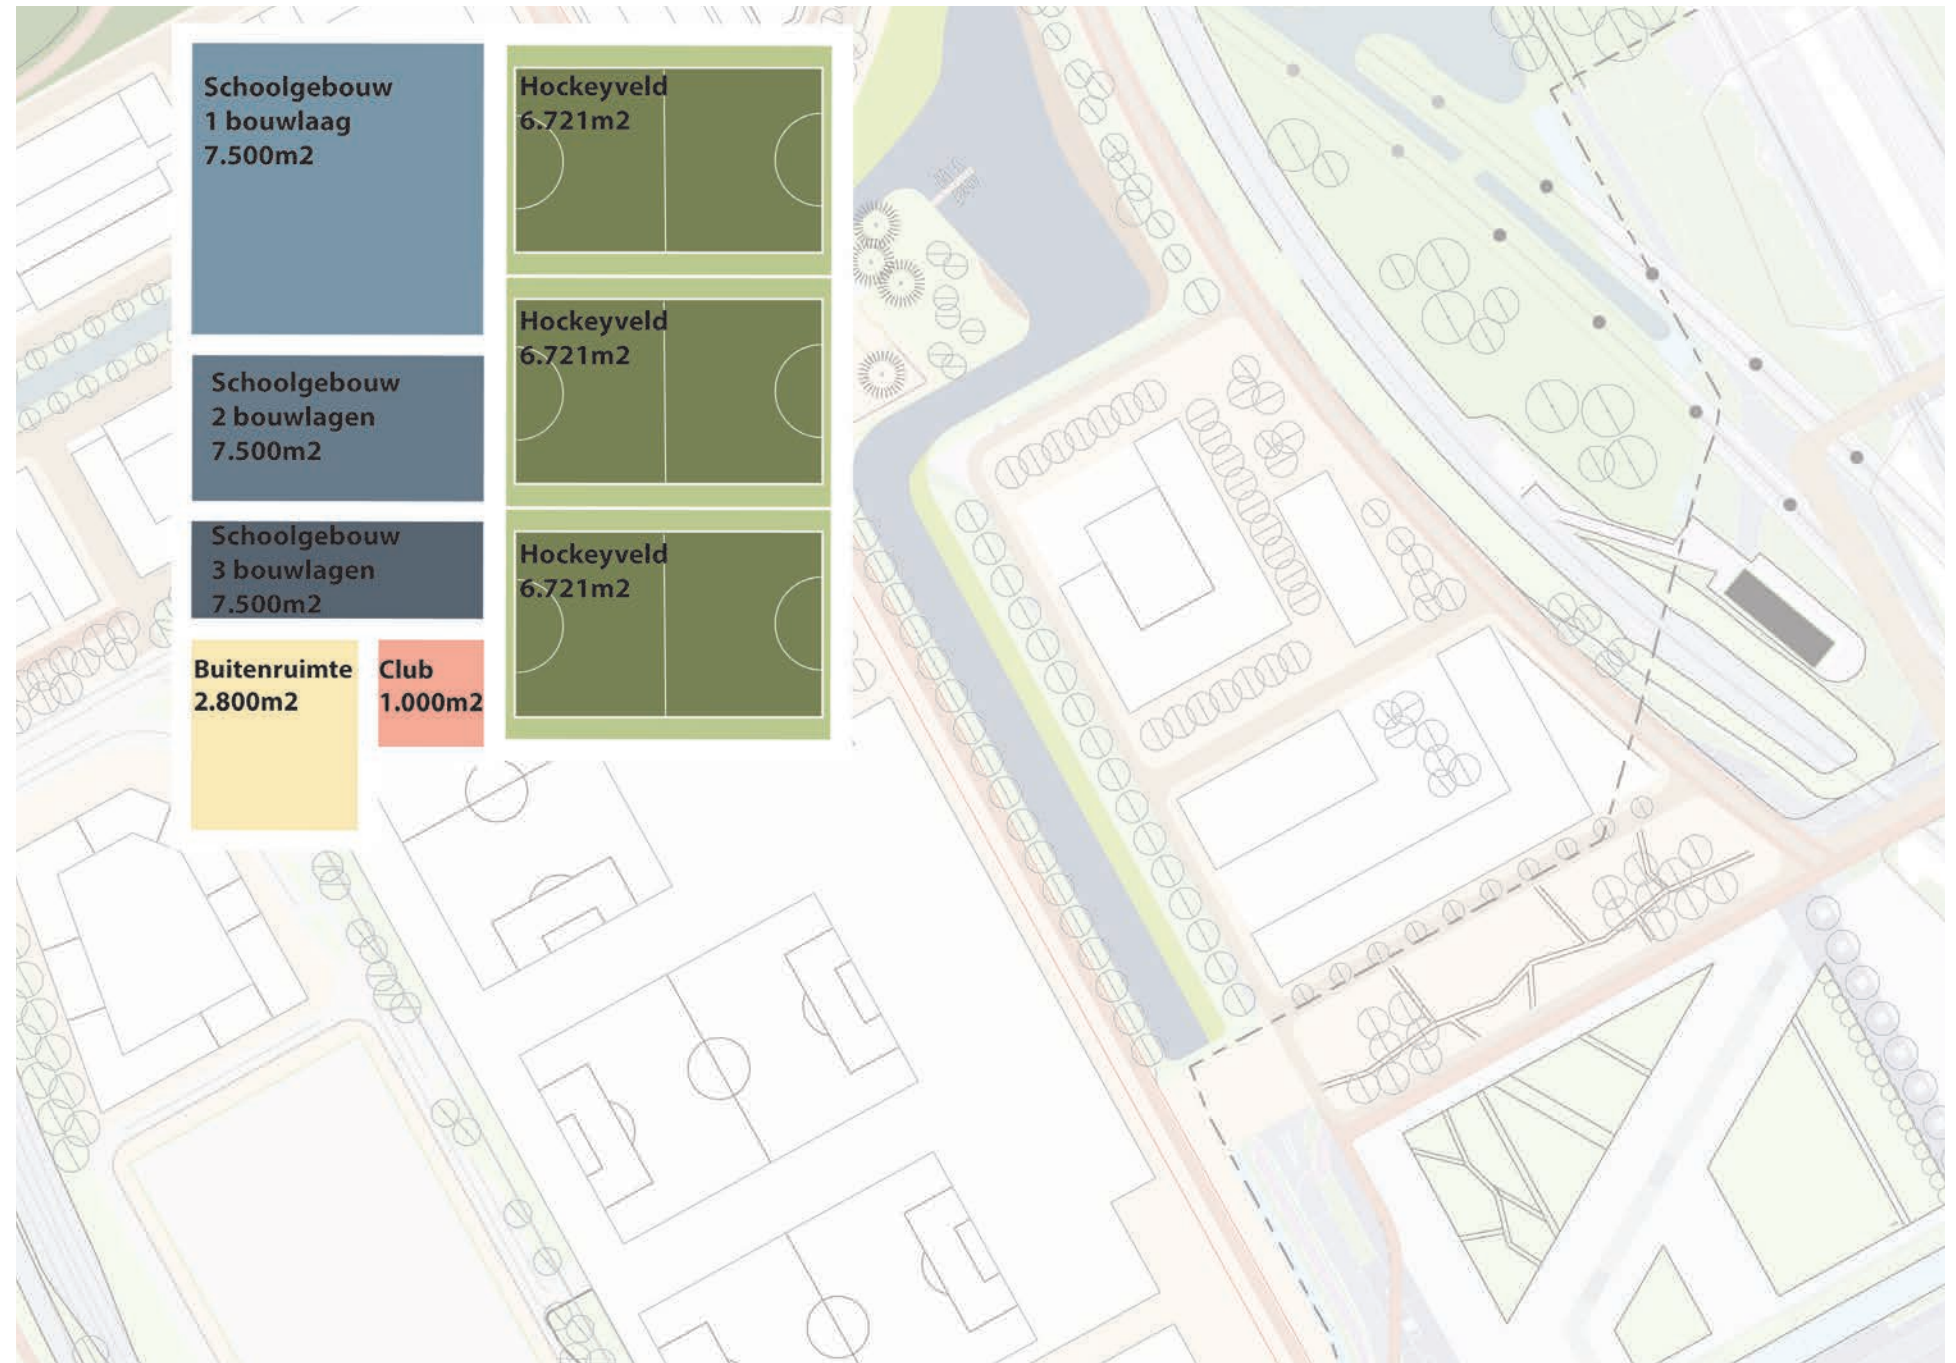 Schoolgebouw
1 bouwlaag
7.500m2
Schoolgebouw
2 bouwlagen
7.500m2
Schoolgebouw
3 bouwlagen
7.500m2
Buitenruimte
2.800m2
Club
1.000m2
Hockeyveld
6.721m2
Hockeyveld
6.721m2
Hockeyveld
6.721m2